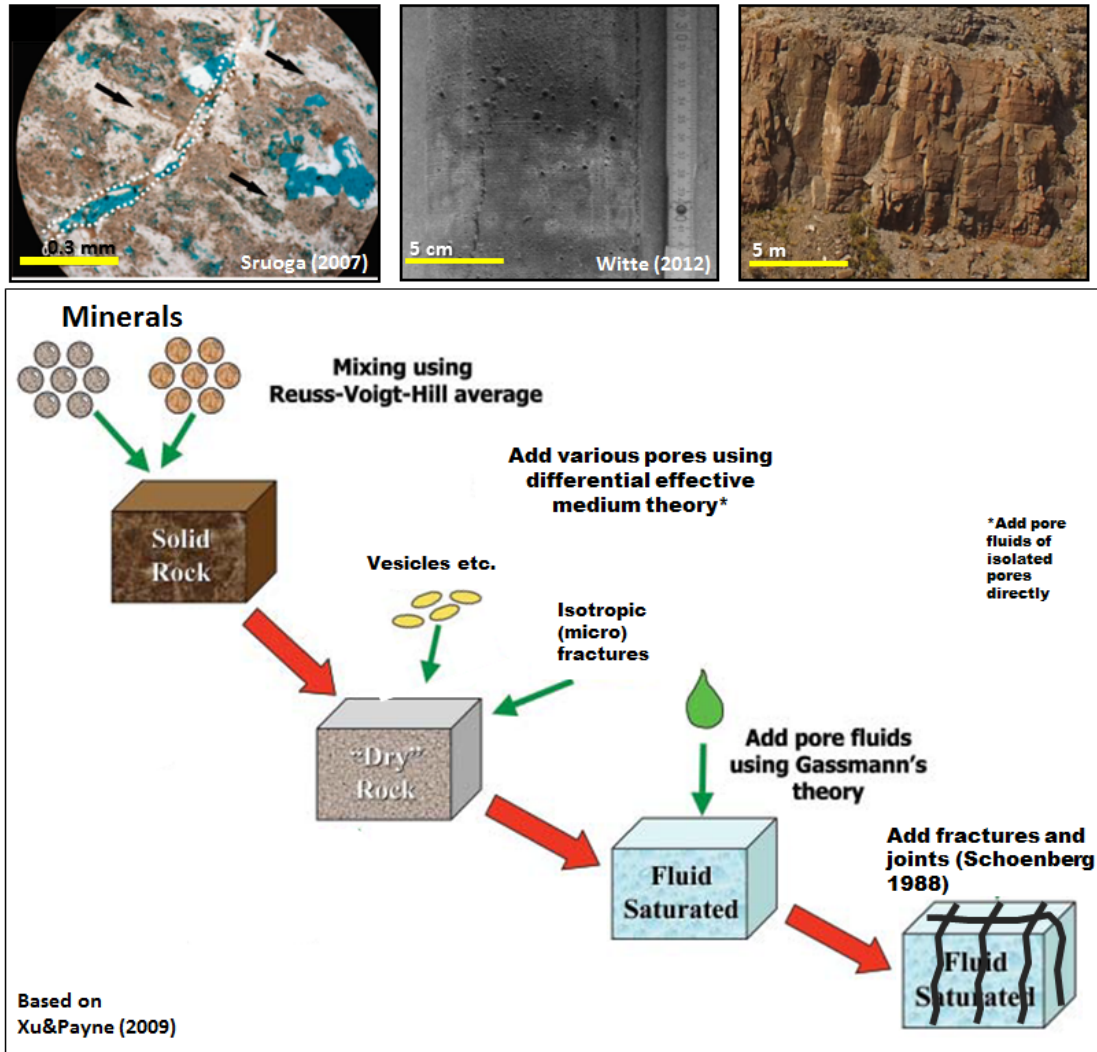 0.3 mm
Sruoga (2007)
5 cm
Witte (2012)
5 m
Minerals
Mixing using
Reuss-Voigt-Hill average
Solid
Rock
Add various pores using
differential effective
medium theory*
*Add pore
fluids of
isolated
pores
directly
Vesicles etc.
Isotropic
(micro)
fractures
"Dry"
Rock
Add pore fluids
using Gassmann's
theory
Fluid
Saturated
Add fractures and
joints (Schoenberg
1988)
Fluid
Saturated
Based on
Xu&Payne (2009)